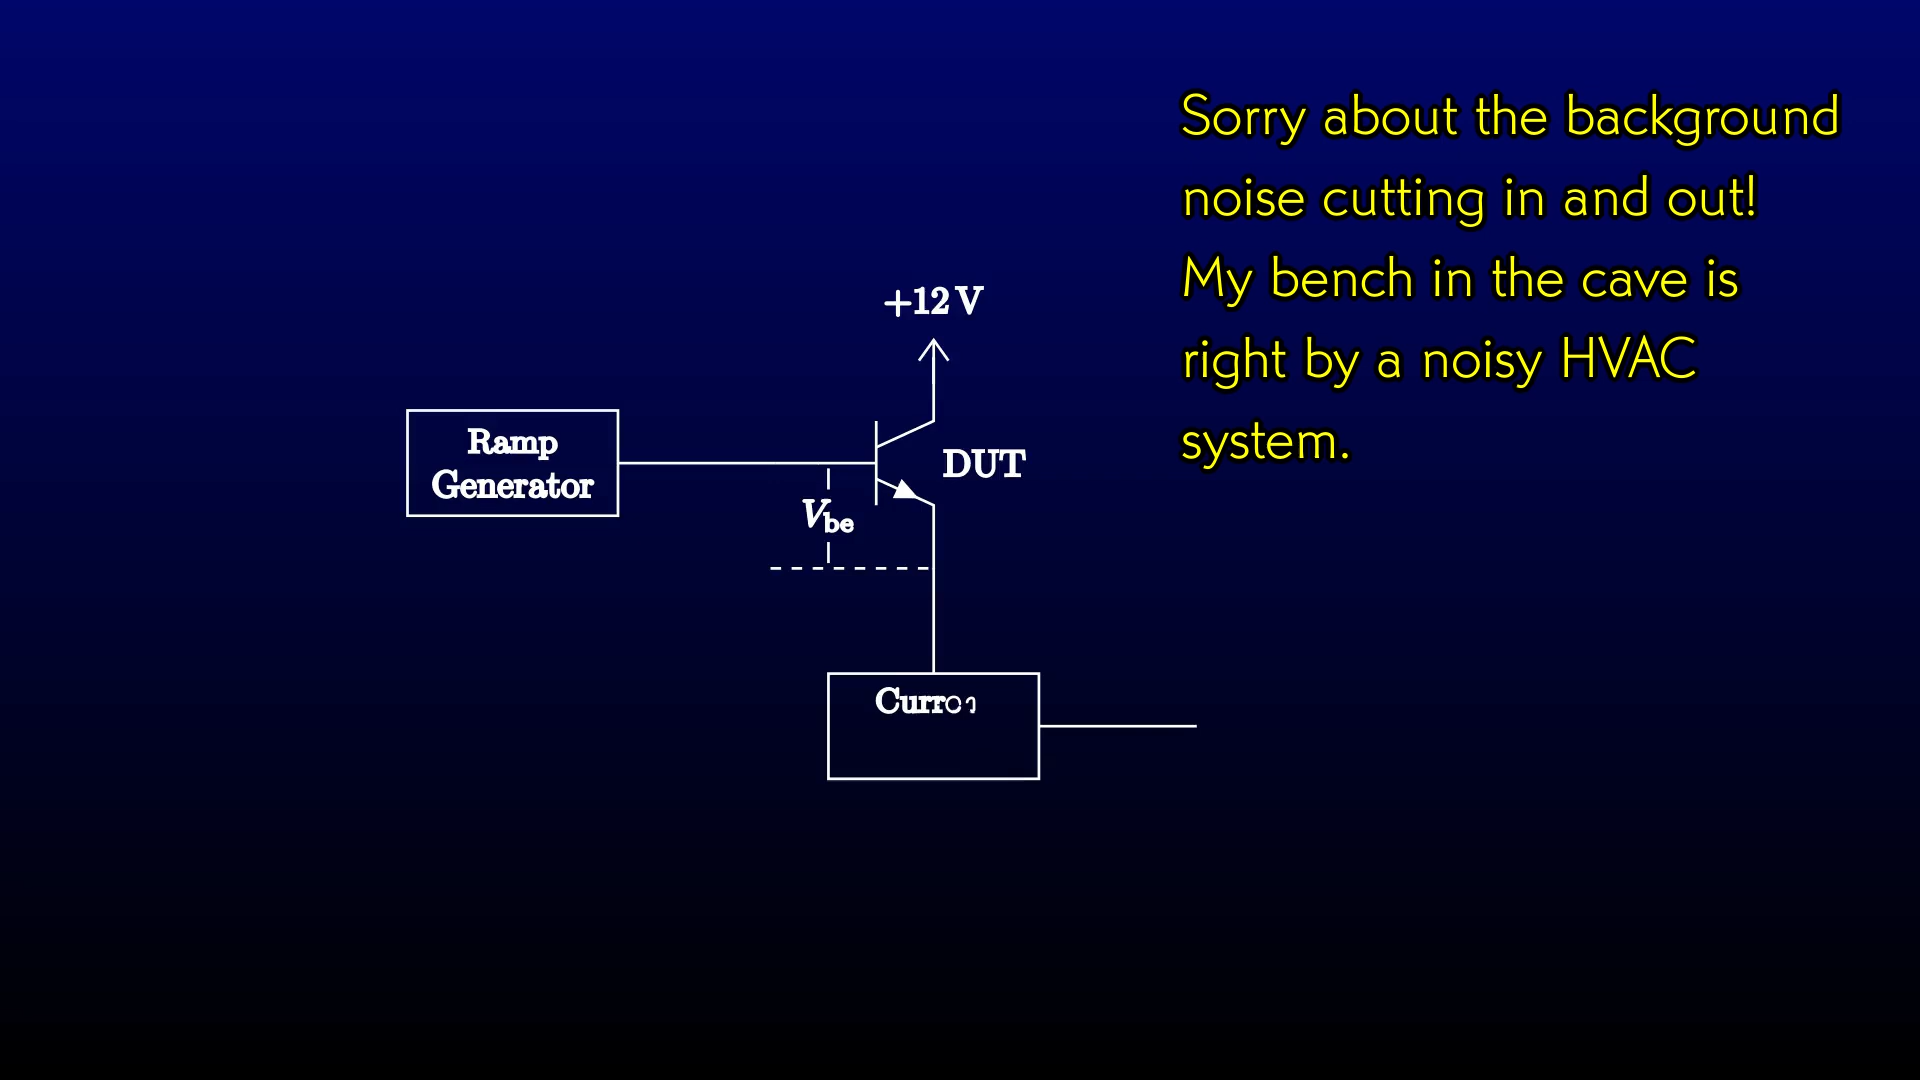 Sorry about the background
noise cutting in and out!
My bench in the cave is
right by a noisy HVAC
system.
+12 V
Ramp
Generator
DUT
Vbe